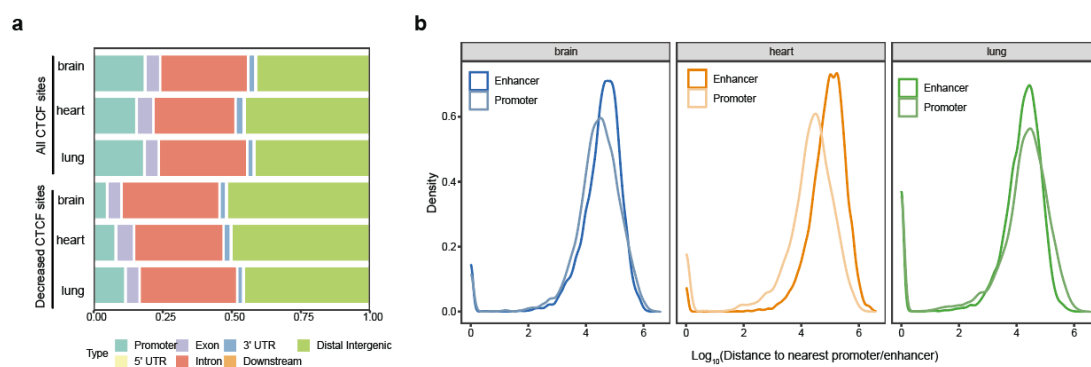 a
All CTCF sites
brain
heart
lung
Decreased CTCF sites
brain
heart
lung
0.00 0.25 0.50 0.75 1.00
Type
Promoter Exon 3' UTR Distal Intergenic
5' UTR Intron Downstream
b
brain heart lung
Enhancer
Promoter
Enhancer
Promoter
Enhancer
Promoter
Density
0.6
0.4
0.2
0.0
0 2 4 6 0 2 4 6 0 2 4 6
Log₁₀(Distance to nearest promoter/enhancer)